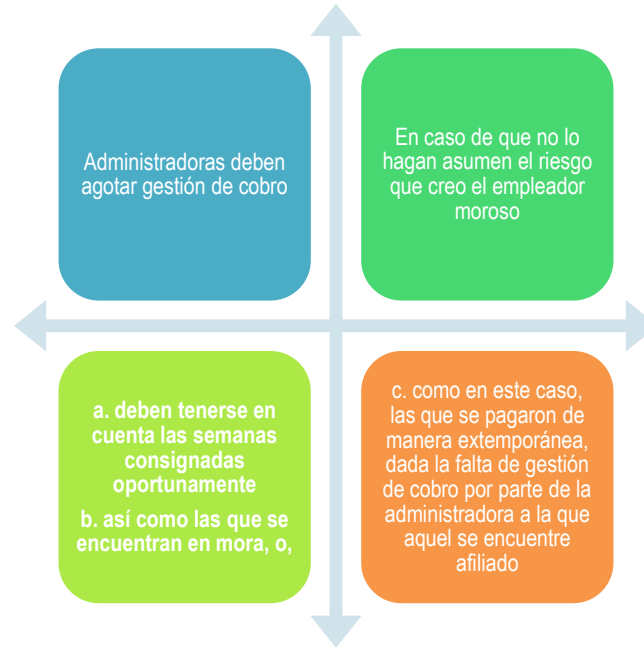 Administradoras deben
agotar gestión de cobro
En caso de que no lo
hagan asumen el riesgo
que creo el empleador
moroso
a. deben tenerse en
cuenta las semanas
consignadas
oportunamente
b. así como las que se
encuentran en mora, o,
c. como en este caso,
las que se pagaron de
manera extemporánea,
dada la falta de gestión
de cobro por parte de la
administradora a la que
aquel se encuentre
afiliado